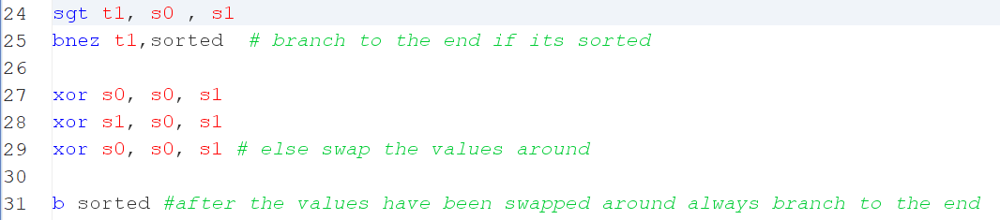 24 sgt t1, s0 , s1
25 bnez t1,sorted # branch to the end if its sorted
26
27 xor s0, s0, s1
28 xor s1, s0, s1
29 xor s0, s0, s1 # else swap the values around
30
31 b sorted #after the values have been swapped around always branch to the end